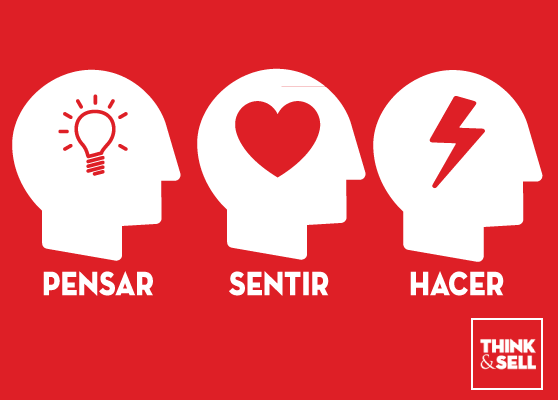 PENSAR
SENTIR
HACER
THINK
& SELL